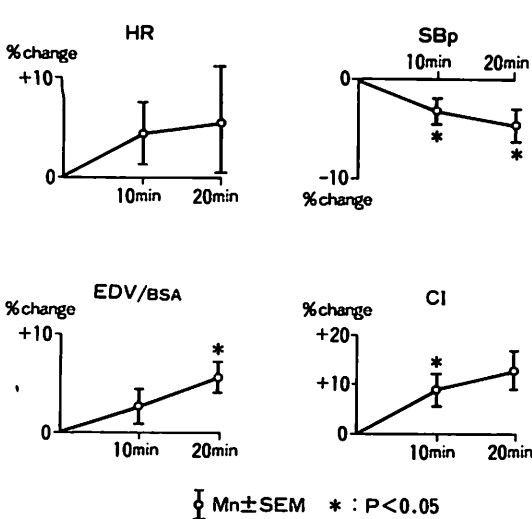 HR
% change
+10
0
10min 20min
SBp
10min 20min
0
-10
% change
EDV/BSA
% change
+10
*
0
10min 20min
CI
% change
+20
*
+10
0
10min 20min
* *
Mn±SEM * : P<0.05